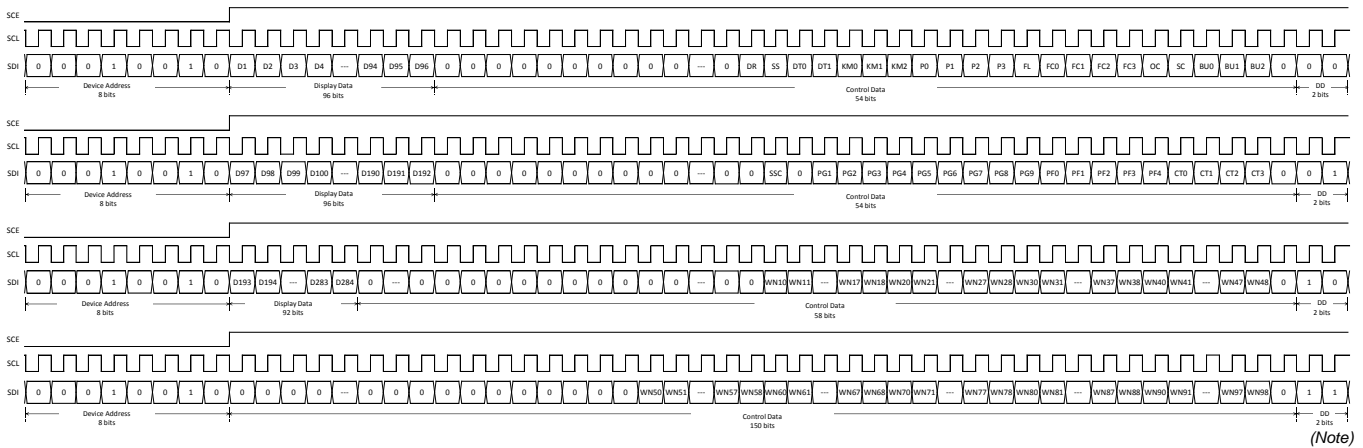 SCE
SCL
SDI 0 0 0 1 0 0 1 0 D1 D2 D3 D4 --- D94 D95 D96 0 0 0 0 0 0 0 0 0 0 --- 0 DR SS DT0 DT1 KM0 KM1 KM2 P0 P1 P2 P3 FL FC0 FC1 FC2 FC3 OC SC BU0 BU1 BU2 0 0 0
Device Address Display Data Control Data DD
8 bits 96 bits 54 bits 2 bits
SCE
SCL
SDI 0 0 0 1 0 0 1 0 D97 D98 D99 D100 --- D190 D191 D192 0 0 0 0 0 0 0 0 0 0 --- 0 0 SSC 0 PG1 PG2 PG3 PG4 PG5 PG6 PG7 PG8 PG9 PF0 PF1 PF2 PF3 PF4 CT0 CT1 CT2 CT3 0 0 1
Device Address Display Data Control Data DD
8 bits 96 bits 54 bits 2 bits
SCE
SCL
SDI 0 0 0 1 0 0 1 0 D193 D194 --- D283 D284 0 --- 0 0 0 0 0 0 0 0 0 0 0 --- 0 0 WN10 WN11 --- WN17 WN18 WN20 WN21 --- WN27 WN28 WN30 WN31 --- WN37 WN38 WN40 WN41 --- WN47 WN48 0 1 0
Device Address Display Data Control Data DD
8 bits 92 bits 58 bits 2 bits
SCE
SCL
SDI 0 0 0 1 0 0 1 0 0 0 0 0 --- 0 0 0 0 0 0 0 0 0 0 0 WN50 WN51 --- WN57 WN58 WN60 WN61 --- WN67 WN68 WN70 WN71 --- WN77 WN78 WN80 WN81 --- WN87 WN88 WN90 WN91 --- WN97 WN98 0 1 1
Device Address Control Data DD
8 bits 150 bits 2 bits
(Note)